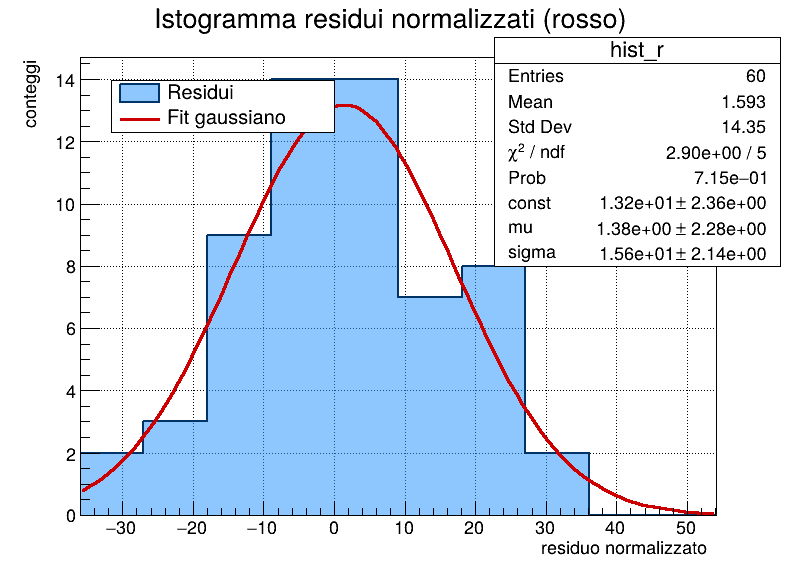 Istogramma residui normalizzati (rosso)
hist_r
Entries 60
Mean 1.593
Std Dev 14.35
χ² / ndf 2.90e+00 / 5
Prob 7.15e−01
const 1.32e+01 ± 2.36e+00
mu 1.38e+00 ± 2.28e+00
sigma 1.56e+01 ± 2.14e+00
Residui
Fit gaussiano
conteggi
14
12
10
8
6
4
2
0
−30 −20 −10 0 10 20 30 40 50
residuo normalizzato